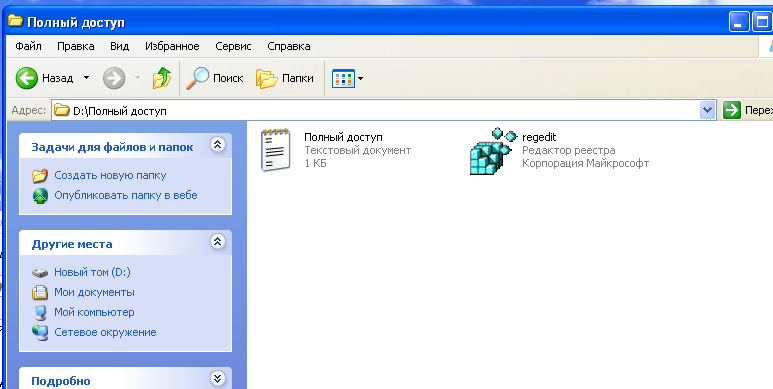 Полный доступ
Файл Правка Вид Избранное Сервис Справка
Назад Поиск Папки
Адрес: D:\Полный доступ
Задачи для файлов и папок
Создать новую папку
Опубликовать папку в вебе
Другие места
Новый том (D:)
Мои документы
Мой компьютер
Сетевое окружение
Подробно
Полный доступ
Текстовый документ
1 КБ
regedit
Редактор реестра
Корпорация Майкрософт